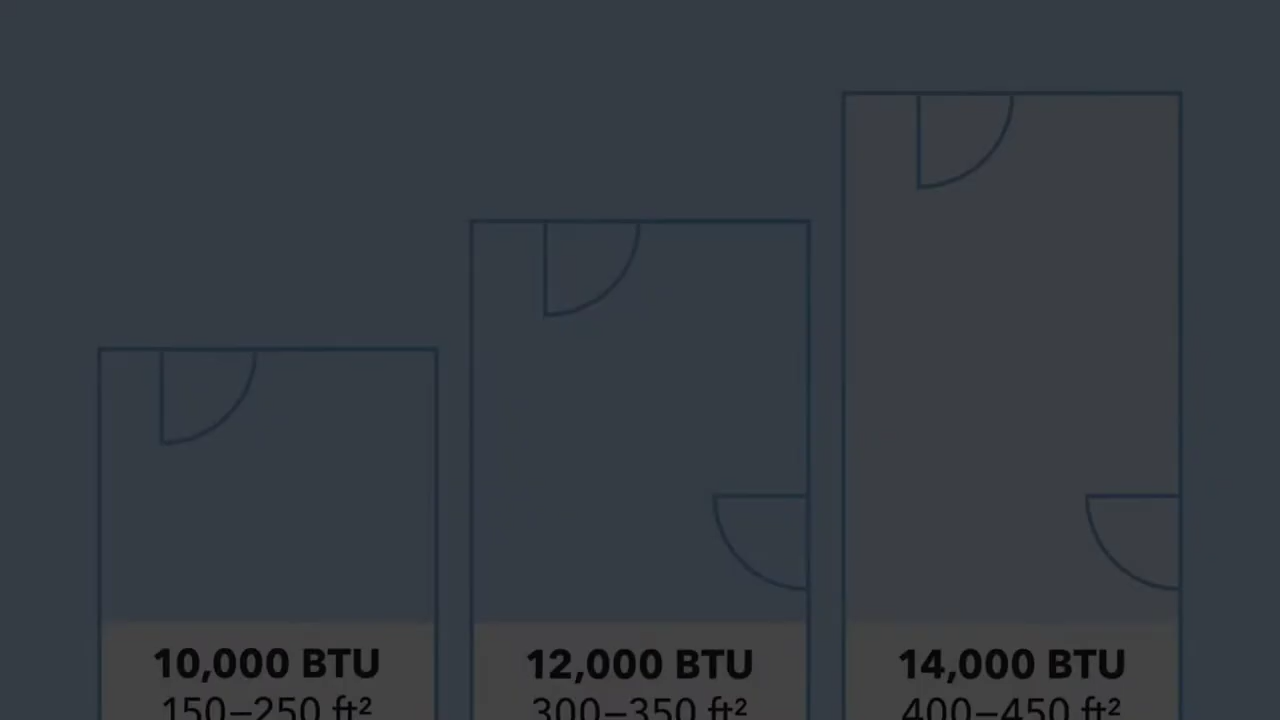 10,000 BTU
150–250 ft²
12,000 BTU
300–350 ft²
14,000 BTU
400–450 ft²